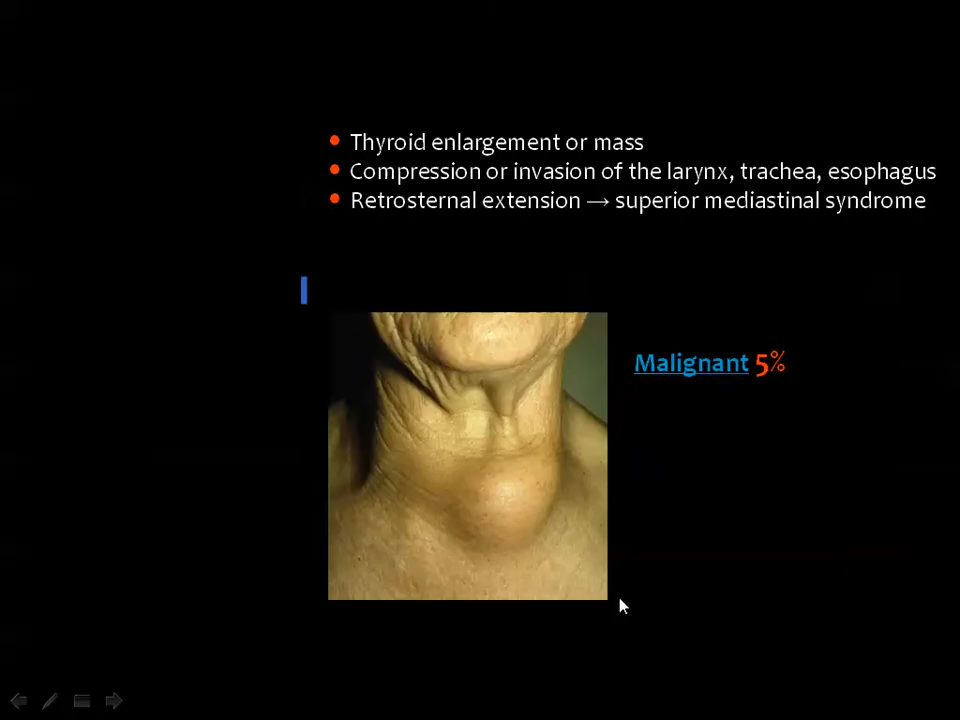 • Thyroid enlargement or mass
• Compression or invasion of the larynx, trachea, esophagus
• Retrosternal extension → superior mediastinal syndrome
Malignant 5%